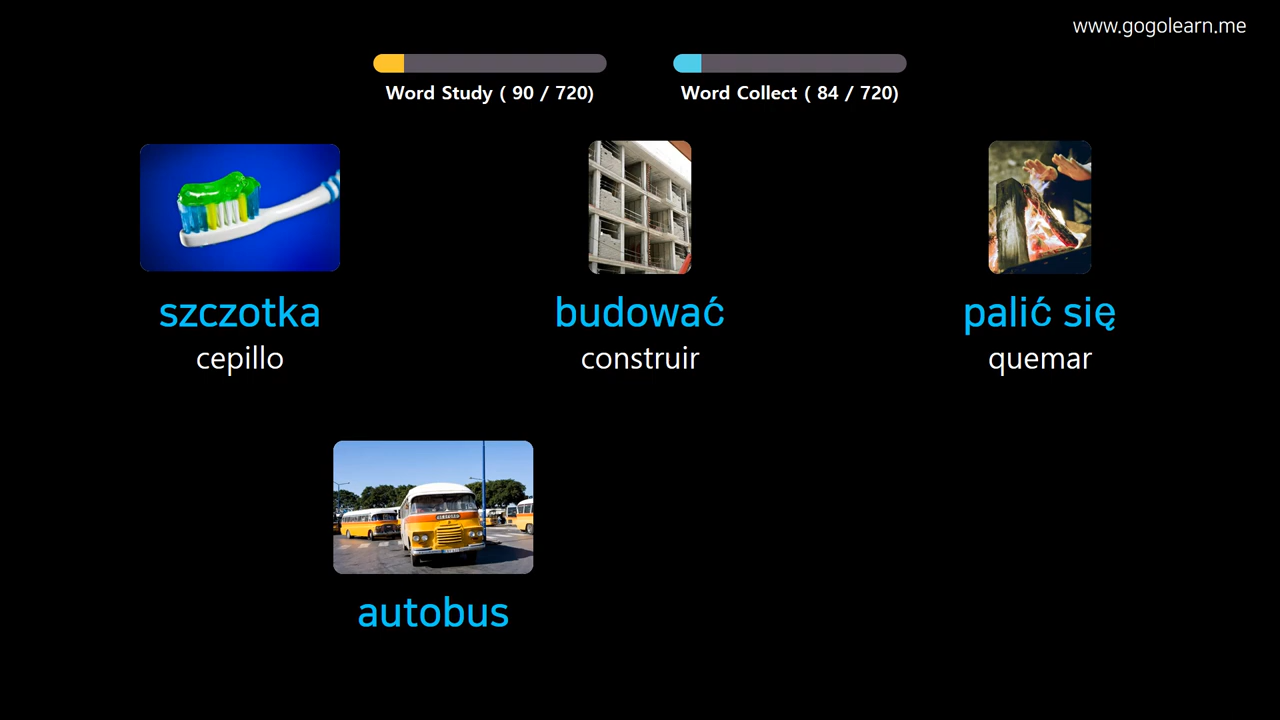 www.gogolearn.me
Word Study ( 90 / 720)
Word Collect ( 84 / 720)
szczotka
cepillo
budować
construir
palić się
quemar
autobus